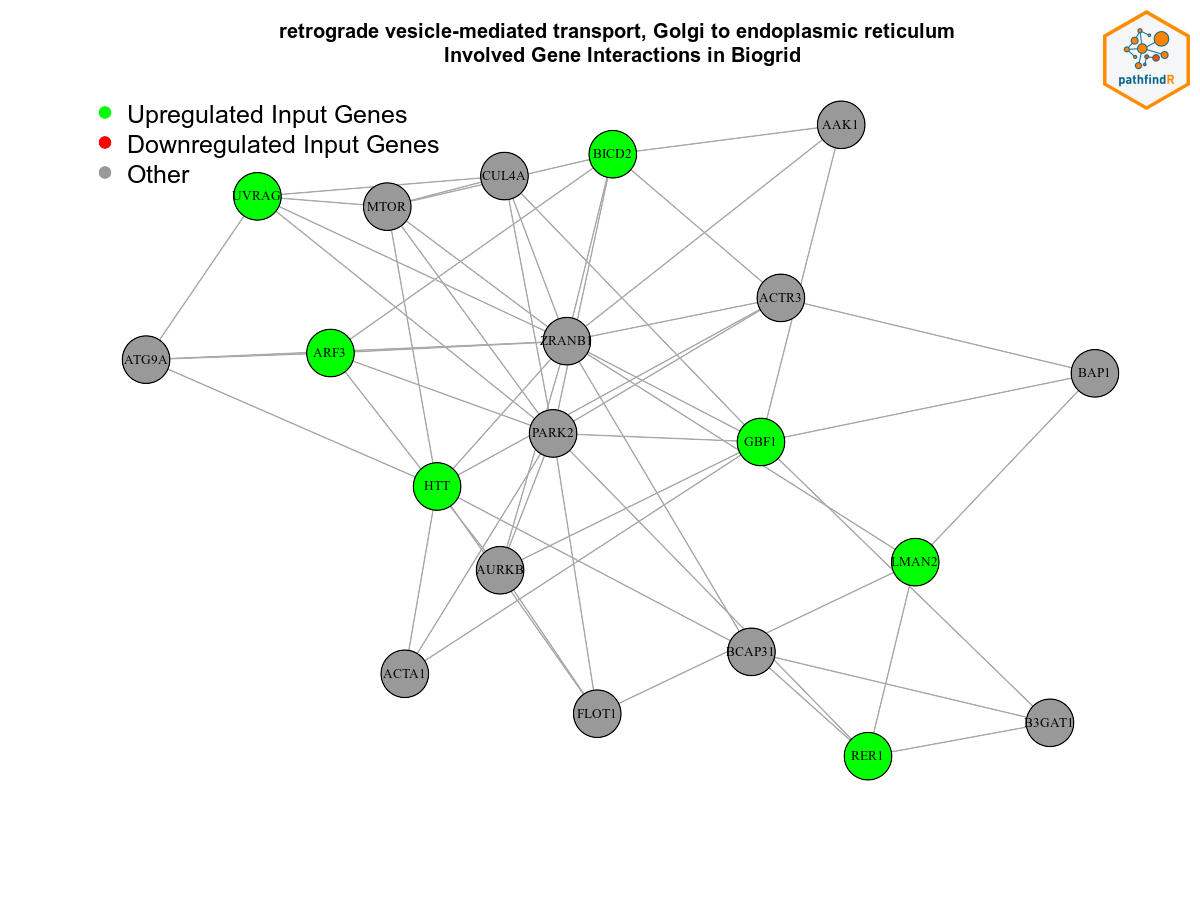 retrograde vesicle-mediated transport, Golgi to endoplasmic reticulum
Involved Gene Interactions in Biogrid
pathfindR
Upregulated Input Genes
Downregulated Input Genes
Other
AAK1
BICD2
CUL4A
UVRAG
MTOR
ACTR3
ZRANB1
ARF3
ATG9A
BAP1
PARK2
GBF1
HTT
LMAN2
AURKB
BCAP31
ACTA1
FLOT1
B3GAT1
RER1